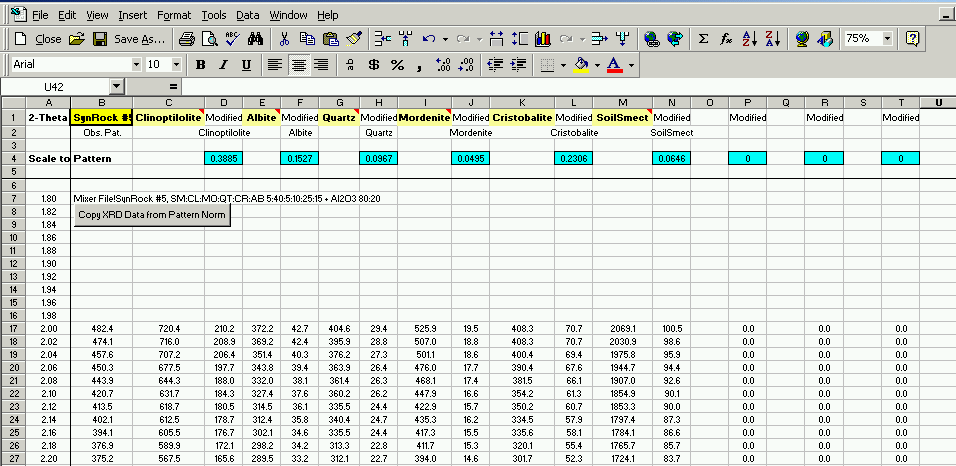 File Edit View Insert Format Tools Data Window Help
Close Save As... ABC Σ fx 75% ?
Arial 10 B I U $ % , A
U42 =
A B C D E F G H I J K L M N O P Q R S T U
1 2-Theta SynRock #5 Clinoptilolite Modified Albite Modified Quartz Modified Mordenite Modified Cristobalite Modified SoilSmect Modified Modified Modified Modified
2 Obs. Pat. Clinoptilolite Albite Quartz Mordenite Cristobalite SoilSmect
3
4 Scale to Pattern 0.3885 0.1527 0.0967 0.0495 0.2306 0.0646 0 0 0
5
6
7 1.80 Mixer File!SynRock #5, SM:CL:MO:QT:CR:AB 5:40:5:10:25:15 + Al2O3 80:20
8 1.82 Copy XRD Data from Pattern Norm
9 1.84
10 1.86
11 1.88
12 1.90
13 1.92
14 1.94
15 1.96
16 1.98
17 2.00 482.4 720.4 210.2 372.2 42.7 404.6 29.4 525.9 19.5 408.3 70.7 2069.1 100.5 0.0 0.0 0.0
18 2.02 474.1 716.0 208.9 369.2 42.4 395.9 28.8 507.0 18.8 408.3 70.7 2030.9 98.6 0.0 0.0 0.0
19 2.04 457.6 707.2 206.4 351.4 40.3 376.2 27.3 501.1 18.6 400.4 69.4 1975.8 95.9 0.0 0.0 0.0
20 2.06 450.3 677.5 197.7 343.8 39.4 363.9 26.4 476.0 17.7 390.4 67.6 1944.7 94.4 0.0 0.0 0.0
21 2.08 443.9 644.3 188.0 332.0 38.1 361.4 26.3 468.1 17.4 381.5 66.1 1907.0 92.6 0.0 0.0 0.0
22 2.10 420.7 631.7 184.3 327.4 37.6 360.2 26.2 447.9 16.6 354.2 61.3 1854.9 90.1 0.0 0.0 0.0
23 2.12 413.5 618.7 180.5 314.5 36.1 335.5 24.4 422.9 15.7 350.2 60.7 1853.3 90.0 0.0 0.0 0.0
24 2.14 402.1 612.5 178.7 312.4 35.8 340.4 24.7 435.3 16.2 334.5 57.9 1797.4 87.3 0.0 0.0 0.0
25 2.16 394.1 605.5 176.7 302.1 34.6 335.5 24.4 417.3 15.5 335.6 58.1 1784.1 86.6 0.0 0.0 0.0
26 2.18 376.9 589.9 172.1 298.2 34.2 313.3 22.8 411.7 15.3 320.1 55.4 1765.7 85.7 0.0 0.0 0.0
27 2.20 375.2 567.5 165.6 289.5 33.2 312.1 22.7 394.0 14.6 301.7 52.3 1724.1 83.7 0.0 0.0 0.0